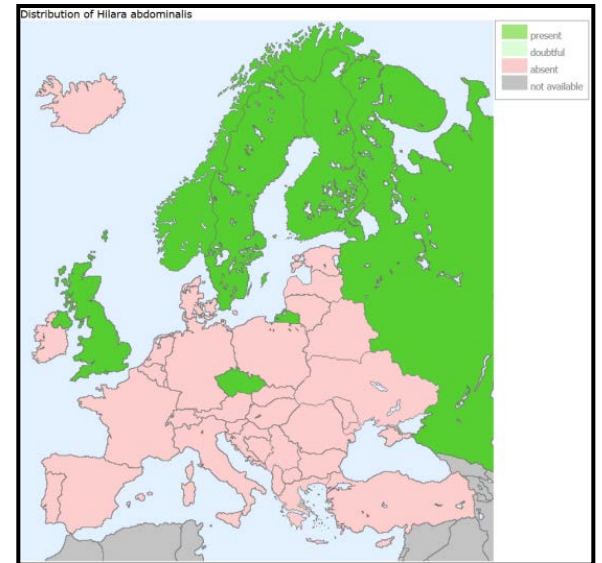 Distribution of Hilara abdominalis
present
doubtful
absent
not available